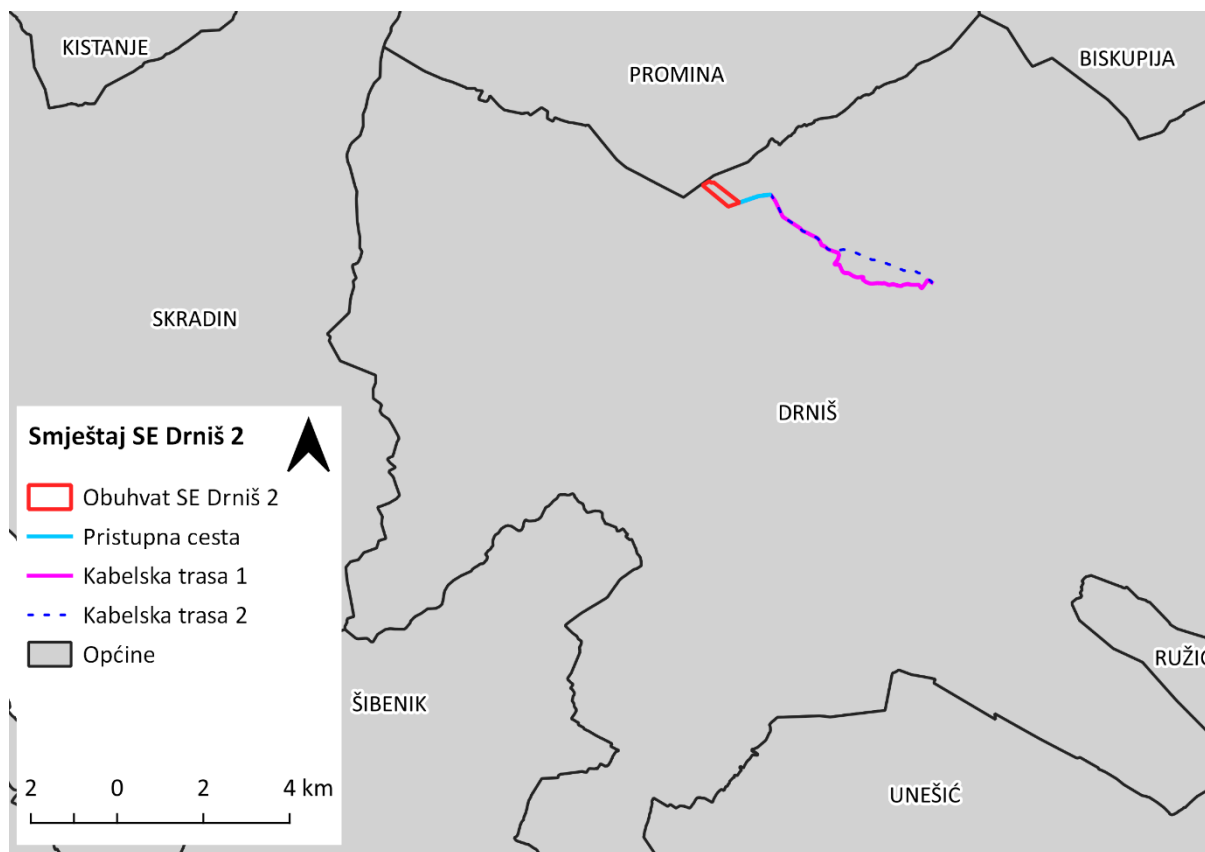 KISTANJE
PROMINA
BISKUPIJA
SKRADIN
DRNIŠ
Smještaj SE Drniš 2
Obuhvat SE Drniš 2
Pristupna cesta
Kabelska trasa 1
Kabelska trasa 2
Općine
2 0 2 4 km
RUŽIĆ
ŠIBENIK
UNEŠIĆ